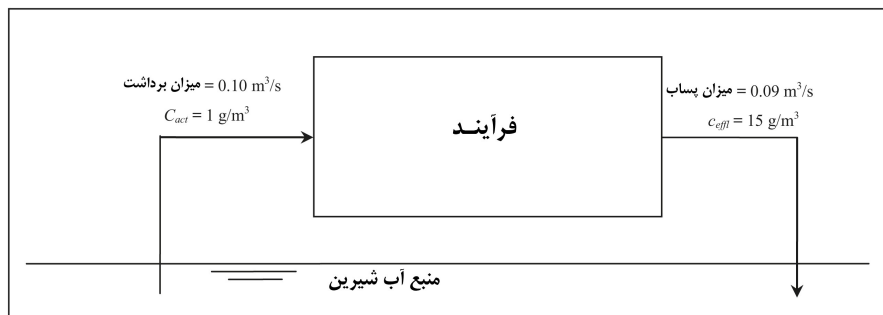 میزان برداشت = 0.10 m³/s
C_act = 1 g/m³
فرآینـد
میزان پساب = 0.09 m³/s
c_effl = 15 g/m³
منبع آب شیرین